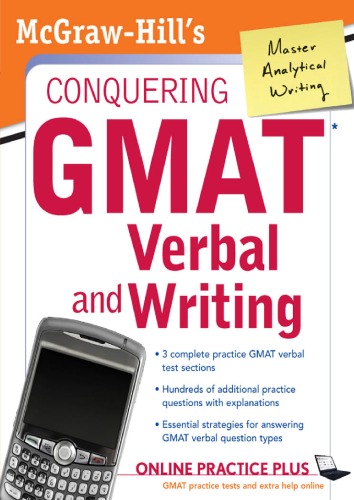 McGraw-Hill's
Master
Analytical
Writing
CONQUERING
GMAT*
Verbal
and Writing
• 3 complete practice GMAT verbal
test sections
• Hundreds of additional practice
questions with explanations
• Essential strategies for answering
GMAT verbal question types
ONLINE PRACTICE PLUS
GMAT practice tests and extra help online